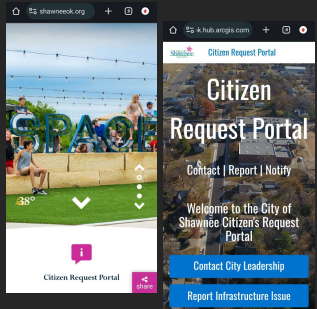 shawneeok.org
SPACE
38°
Citizen Request Portal
share
k.hub.arcgis.com
Shawnee
Citizen Request Portal
Citizen
Request Portal
Contact | Report | Notify
Welcome to the City of
Shawnee Citizen's Request
Portal
Contact City Leadership
Report Infrastructure Issue